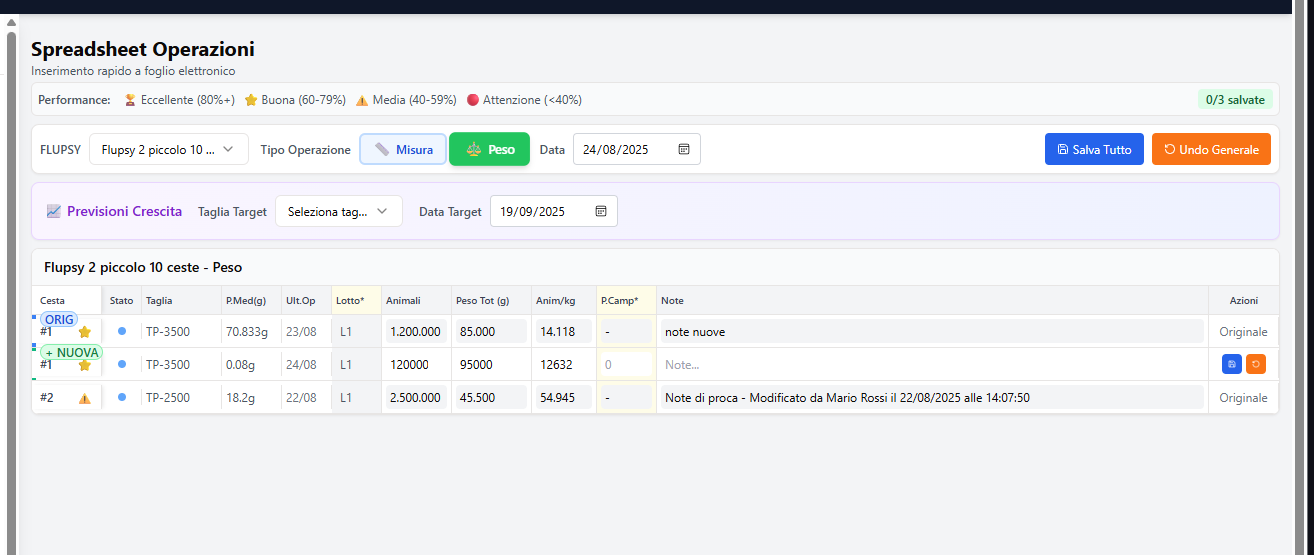 Spreadsheet Operazioni
Inserimento rapido a foglio elettronico
Performance: Eccellente (80%+) Buona (60-79%) Media (40-59%) Attenzione (<40%) 0/3 salvate
FLUPSY Flupsy 2 piccolo 10 ... Tipo Operazione Misura Peso Data 24/08/2025 Salva Tutto Undo Generale
Previsioni Crescita Taglia Target Seleziona tag... Data Target 19/09/2025
Flupsy 2 piccolo 10 ceste - Peso
Cesta Stato Taglia P.Med(g) Ult.Op Lotto* Animali Peso Tot (g) Anim/kg P.Camp* Note Azioni
ORIG
#1 TP-3500 70.833g 23/08 L1 1.200.000 85.000 14.118 - note nuove Originale
+ NUOVA
#1 TP-3500 0.08g 24/08 L1 120000 95000 12632 0 Note...
#2 TP-2500 18.2g 22/08 L1 2.500.000 45.500 54.945 - Note di proca - Modificato da Mario Rossi il 22/08/2025 alle 14:07:50 Originale